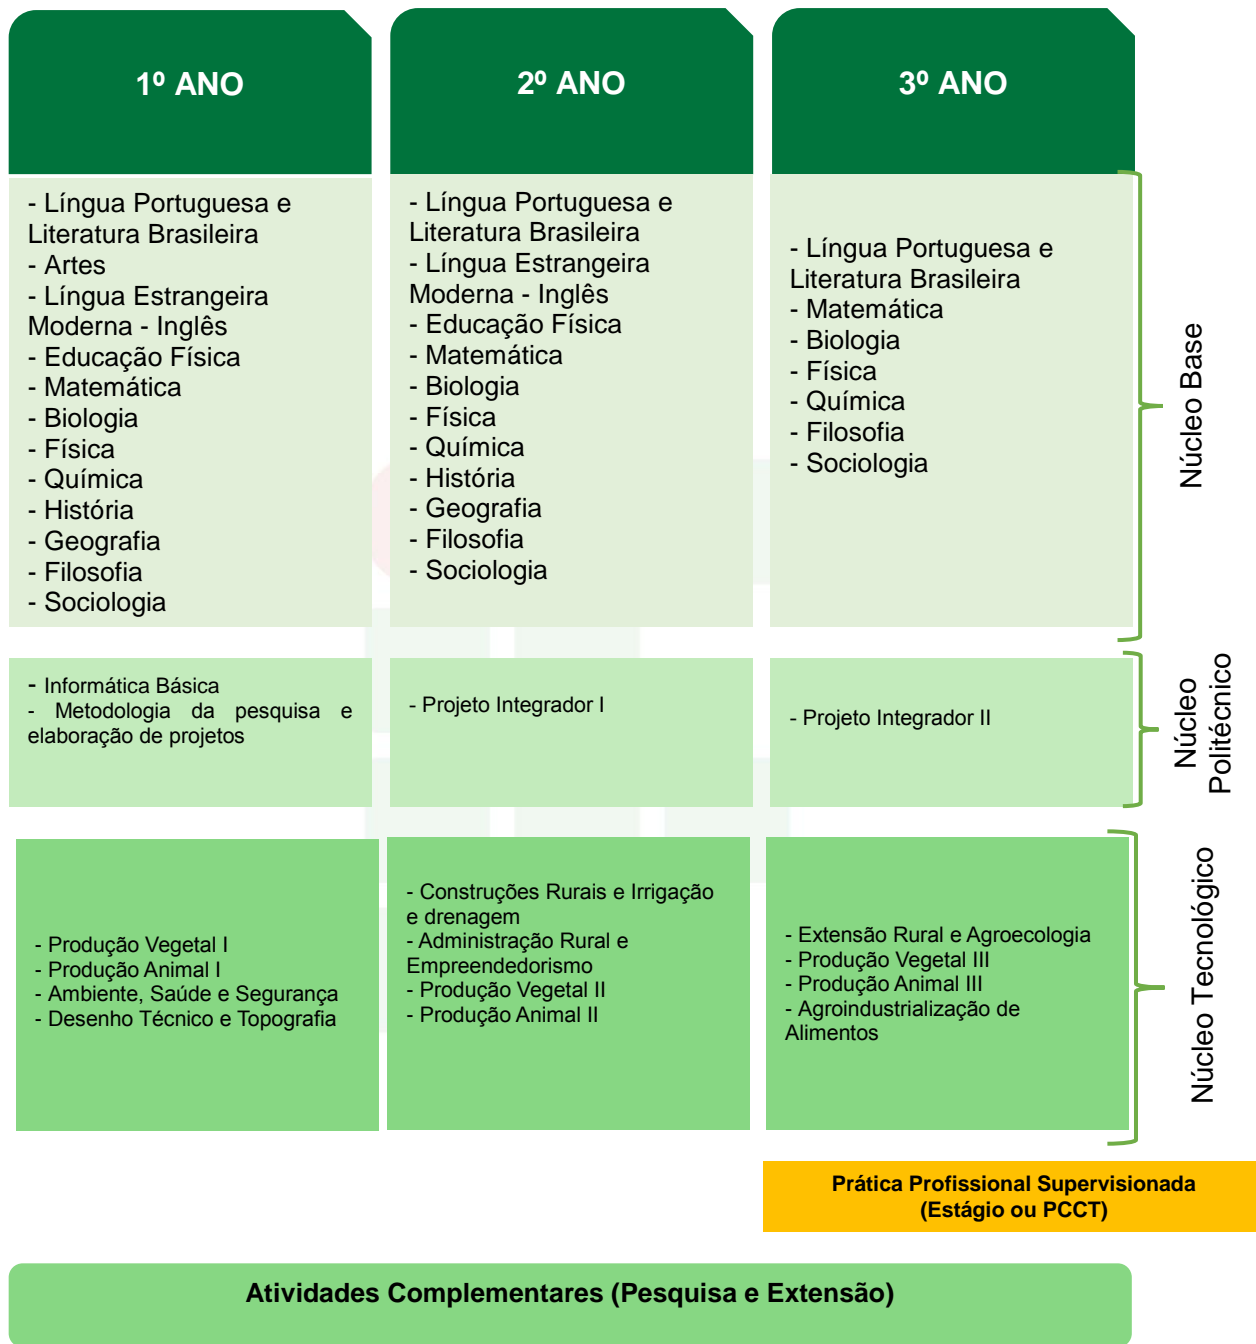 1º ANO
2º ANO
3º ANO
- Língua Portuguesa e
Literatura Brasileira
- Artes
- Língua Estrangeira
Moderna - Inglês
- Educação Física
- Matemática
- Biologia
- Física
- Química
- História
- Geografia
- Filosofia
- Sociologia
- Língua Portuguesa e
Literatura Brasileira
- Língua Estrangeira
Moderna - Inglês
- Educação Física
- Matemática
- Biologia
- Física
- Química
- História
- Geografia
- Filosofia
- Sociologia
- Língua Portuguesa e
Literatura Brasileira
- Matemática
- Biologia
- Física
- Química
- Filosofia
- Sociologia
Núcleo Base
- Informática Básica
- Metodologia da pesquisa e
elaboração de projetos
- Projeto Integrador I
- Projeto Integrador II
Núcleo
Politécnico
- Produção Vegetal I
- Produção Animal I
- Ambiente, Saúde e Segurança
- Desenho Técnico e Topografia
- Construções Rurais e Irrigação
e drenagem
- Administração Rural e
Empreendedorismo
- Produção Vegetal II
- Produção Animal II
- Extensão Rural e Agroecologia
- Produção Vegetal III
- Produção Animal III
- Agroindustrialização de
Alimentos
Núcleo Tecnológico
Prática Profissional Supervisionada
(Estágio ou PCCT)
Atividades Complementares (Pesquisa e Extensão)